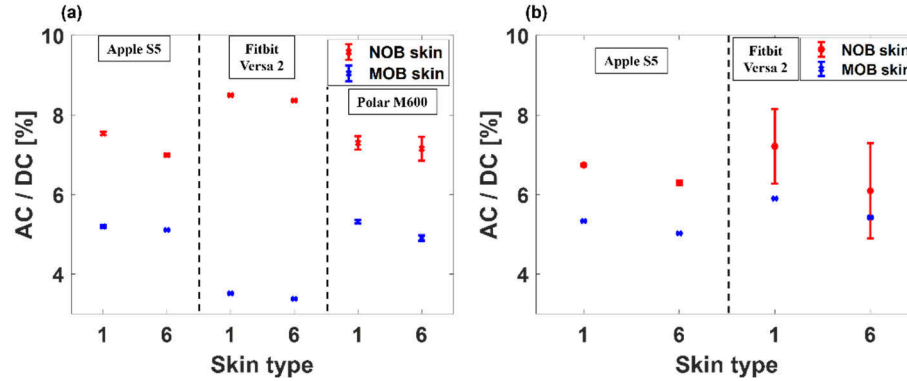 (a)
Apple S5
Fitbit
Versa 2
NOB skin
MOB skin
Polar M600
10
8
6
4
AC / DC [%]
1
6
1
6
1
6
Skin type
(b)
Apple S5
Fitbit
Versa 2
NOB skin
MOB skin
10
8
6
4
AC / DC [%]
1
6
1
6
Skin type